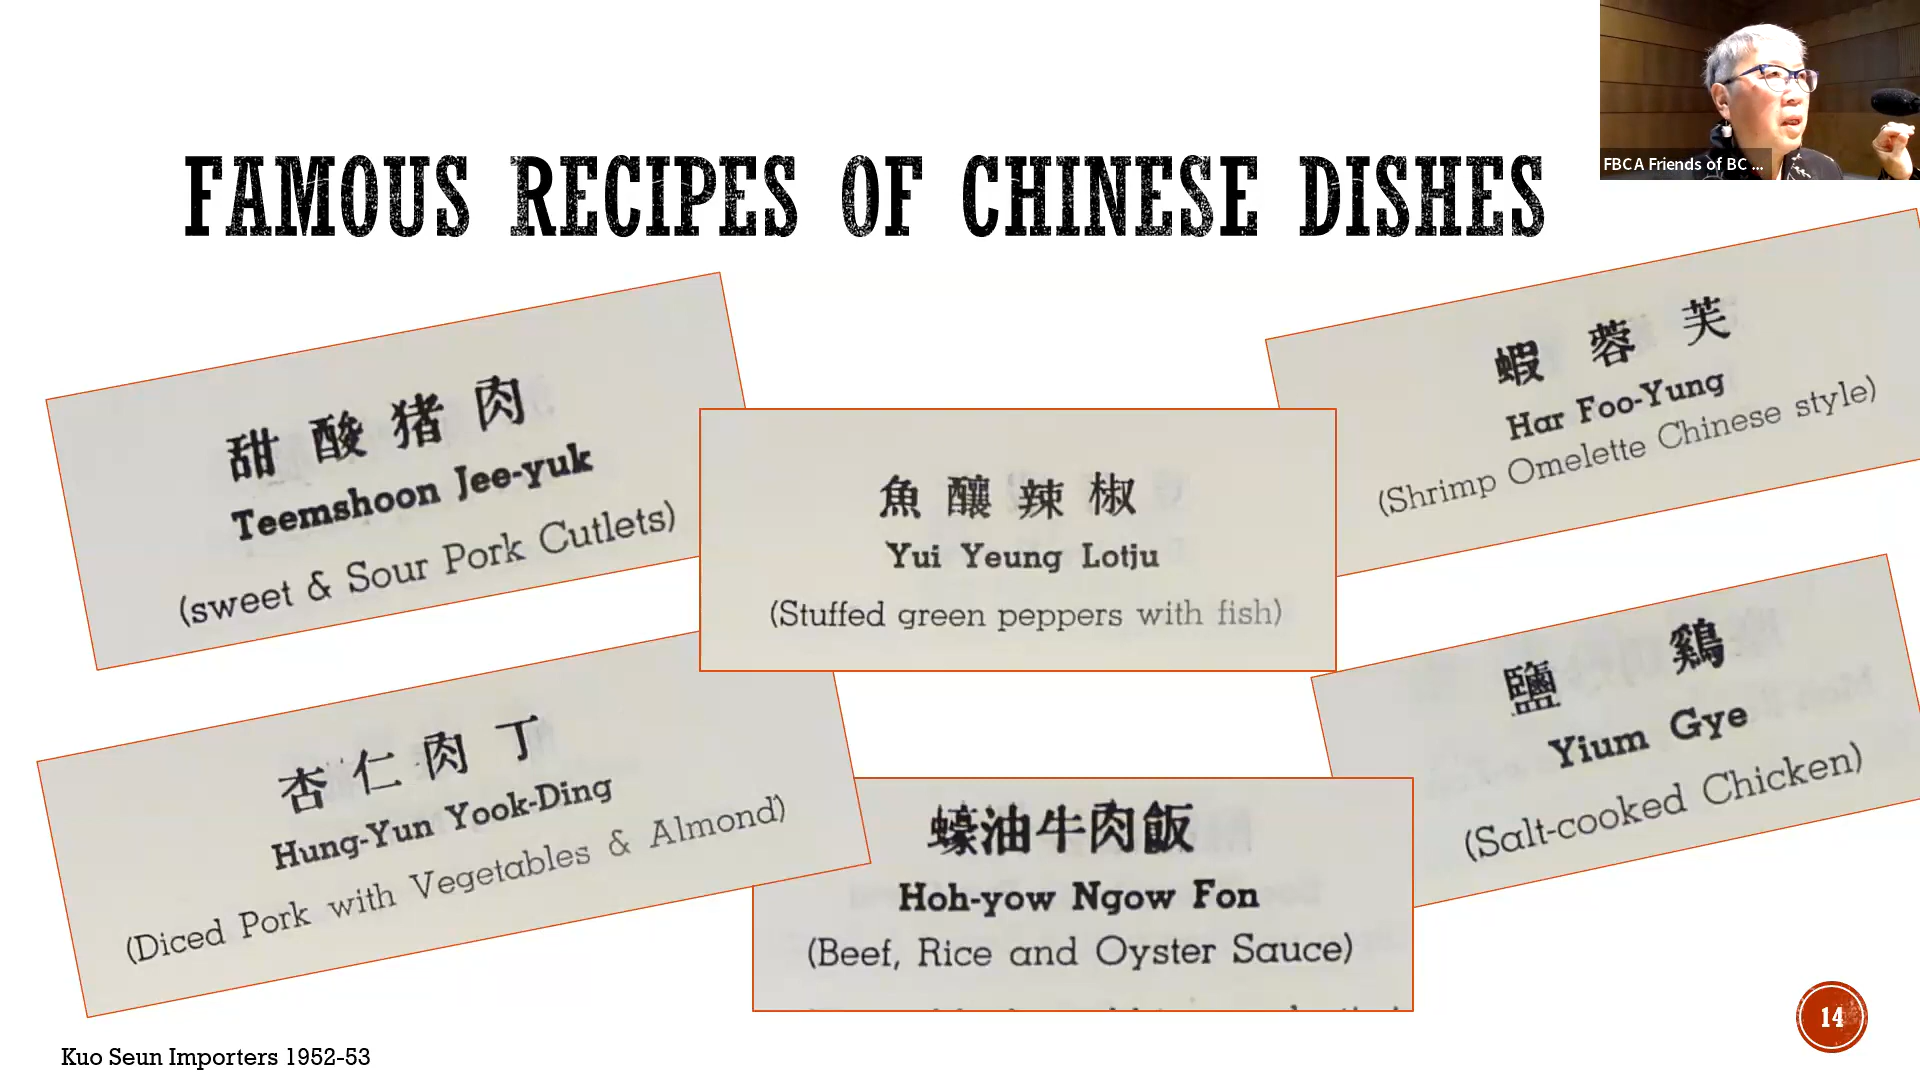 FBCA Friends of BC ...
FAMOUS RECIPES OF CHINESE DISHES
甜酸猪肉
Teemshoon Jee-yuk
(sweet & Sour Pork Cutlets)
魚釀辣椒
Yui Yeung Lotju
(Stuffed green peppers with fish)
蝦蓉芙
Har Foo-Yung
(Shrimp Omelette Chinese style)
杏仁肉丁
Hung-Yun Yook-Ding
(Diced Pork with Vegetables & Almond)
蠔油牛肉飯
Hoh-yow Ngow Fon
(Beef, Rice and Oyster Sauce)
鹽鷄
Yium Gye
(Salt-cooked Chicken)
Kuo Seun Importers 1952-53
14